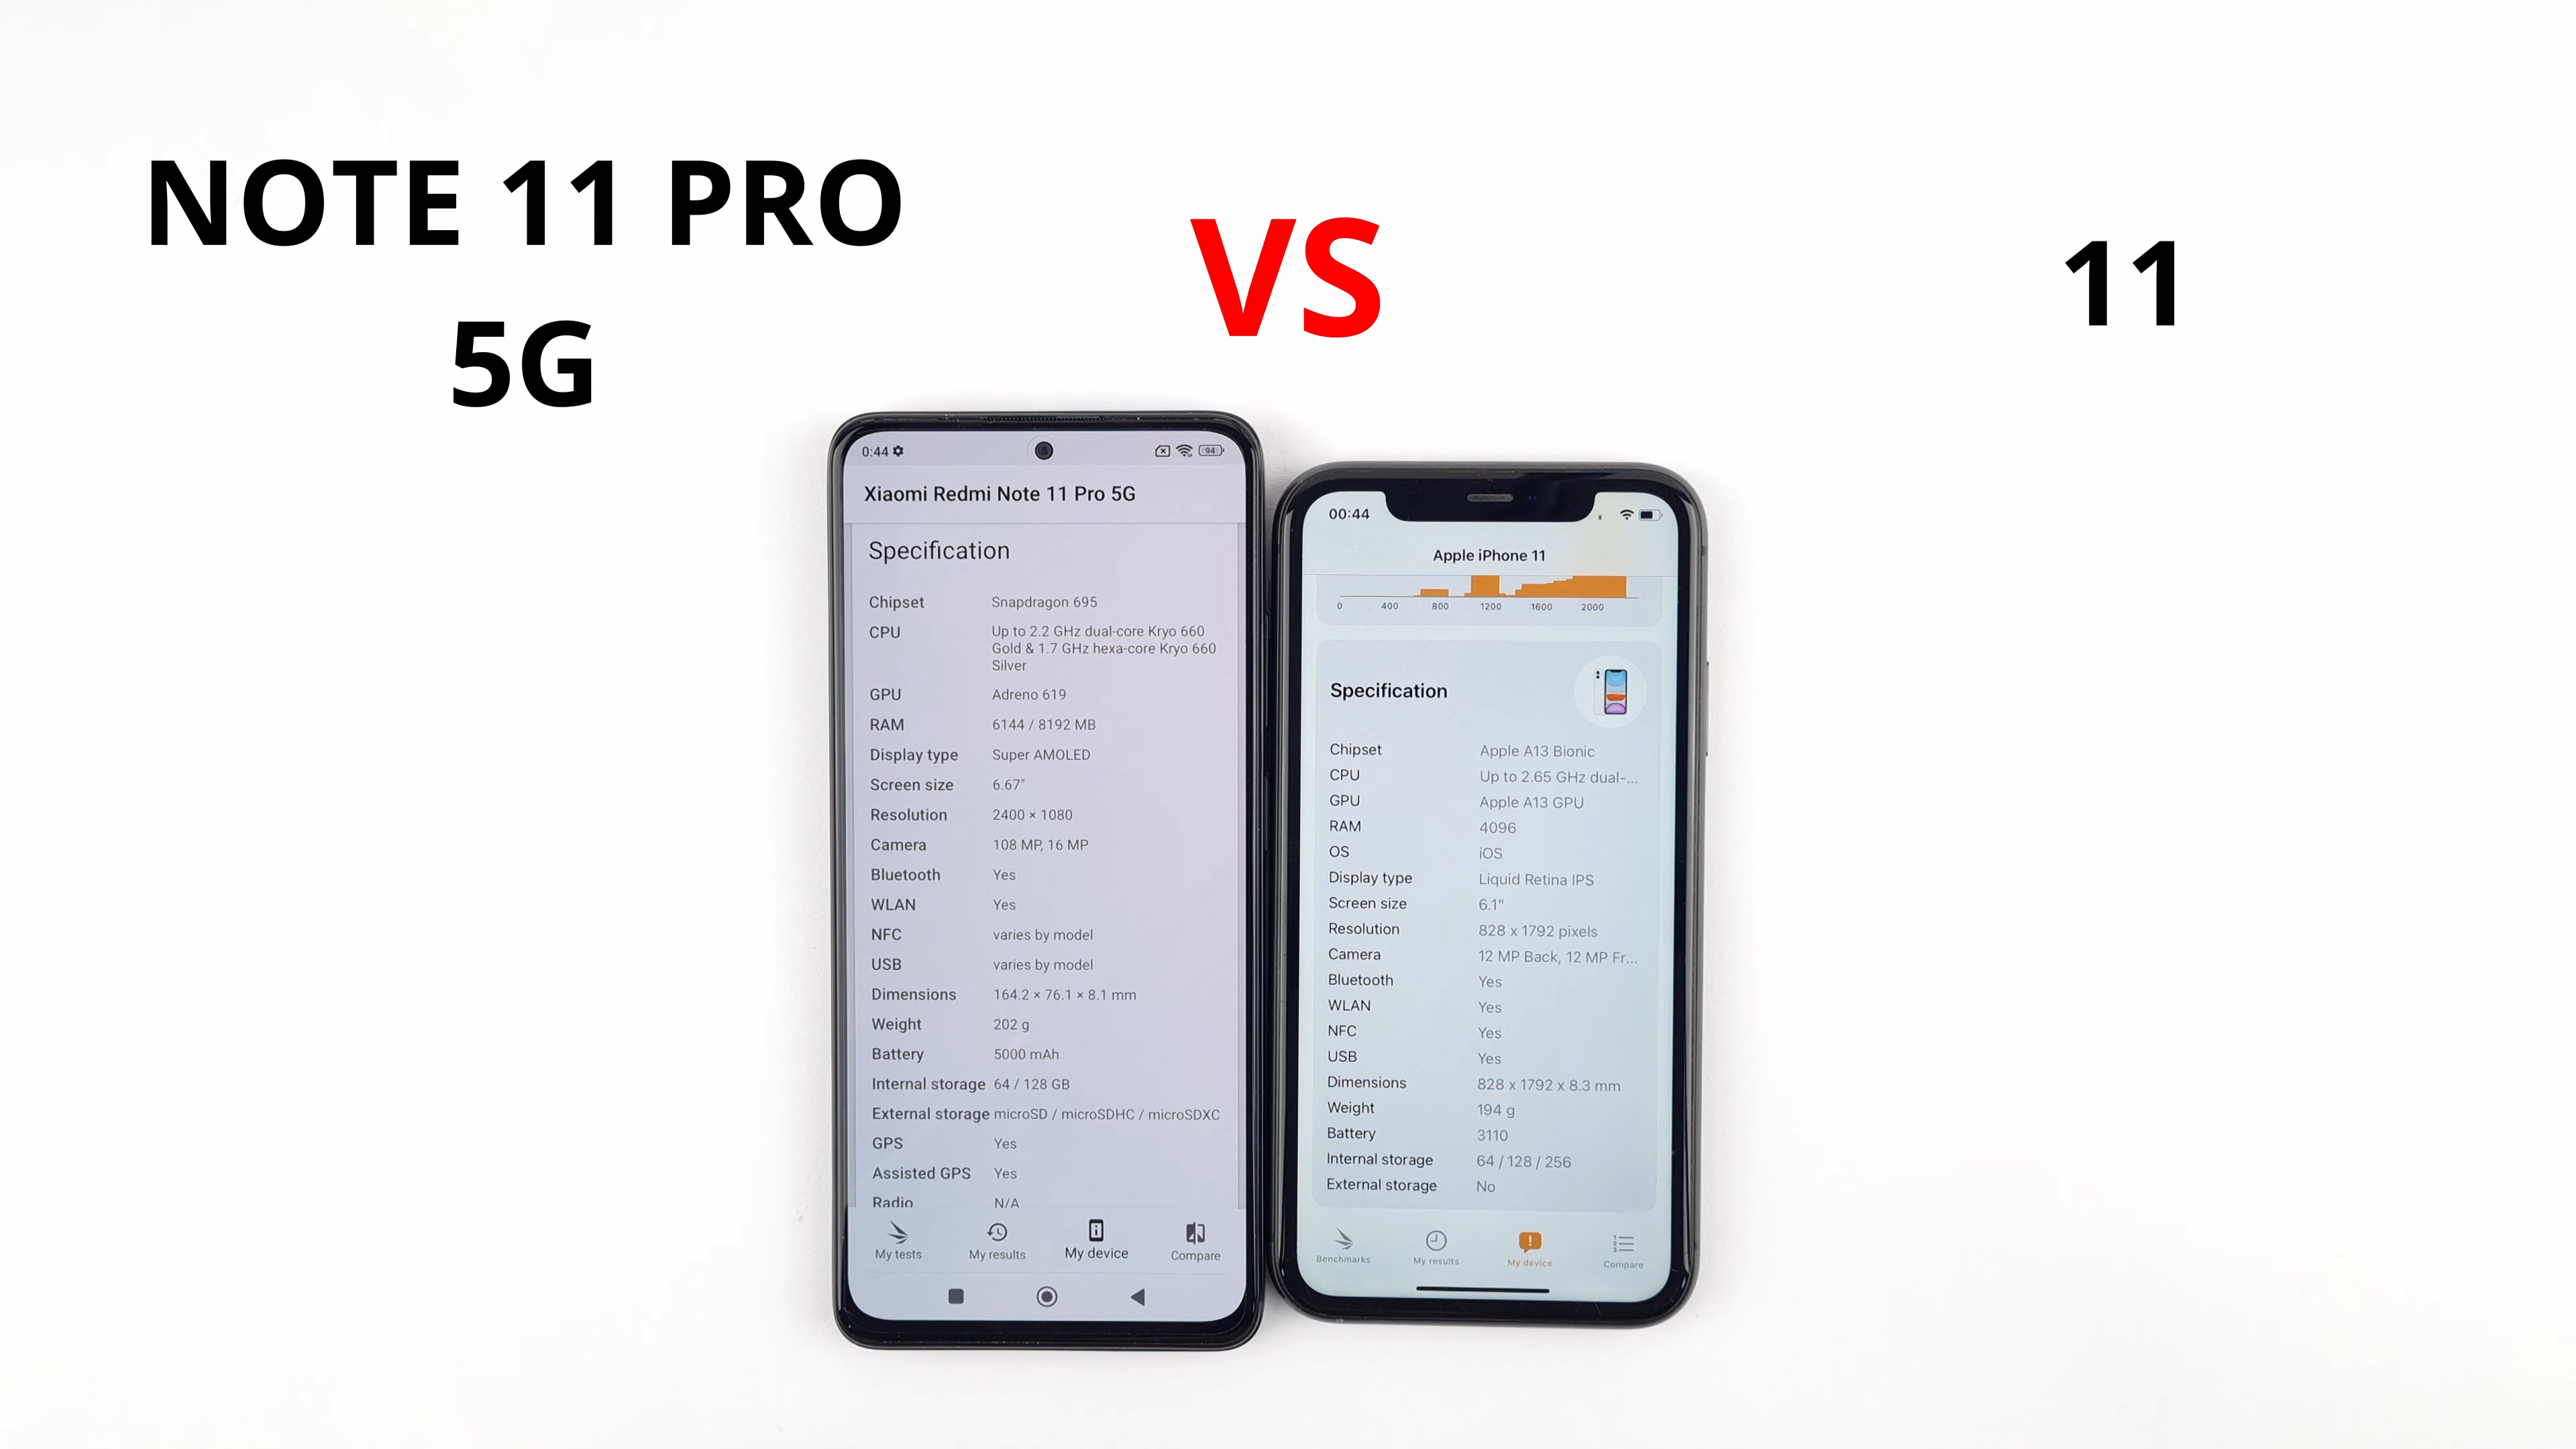 NOTE 11 PRO
5G
VS
11
0:44
94
Xiaomi Redmi Note 11 Pro 5G
Specification
Chipset Snapdragon 695
CPU Up to 2.2 GHz dual-core Kryo 660
Gold & 1.7 GHz hexa-core Kryo 660
Silver
GPU Adreno 619
RAM 6144 / 8192 MB
Display type Super AMOLED
Screen size 6.67"
Resolution 2400 × 1080
Camera 108 MP, 16 MP
Bluetooth Yes
WLAN Yes
NFC varies by model
USB varies by model
Dimensions 164.2 × 76.1 × 8.1 mm
Weight 202 g
Battery 5000 mAh
Internal storage 64 / 128 GB
External storage microSD / microSDHC / microSDXC
GPS Yes
Assisted GPS Yes
Radio N/A
My tests My results My device Compare
00:44
Apple iPhone 11
0 400 800 1200 1600 2000
Specification
Chipset Apple A13 Bionic
CPU Up to 2.65 GHz dual-...
GPU Apple A13 GPU
RAM 4096
OS iOS
Display type Liquid Retina IPS
Screen size 6.1"
Resolution 828 x 1792 pixels
Camera 12 MP Back, 12 MP Fr...
Bluetooth Yes
WLAN Yes
NFC Yes
USB Yes
Dimensions 828 x 1792 x 8.3 mm
Weight 194 g
Battery 3110
Internal storage 64 / 128 / 256
External storage No
Benchmarks My results My device Compare